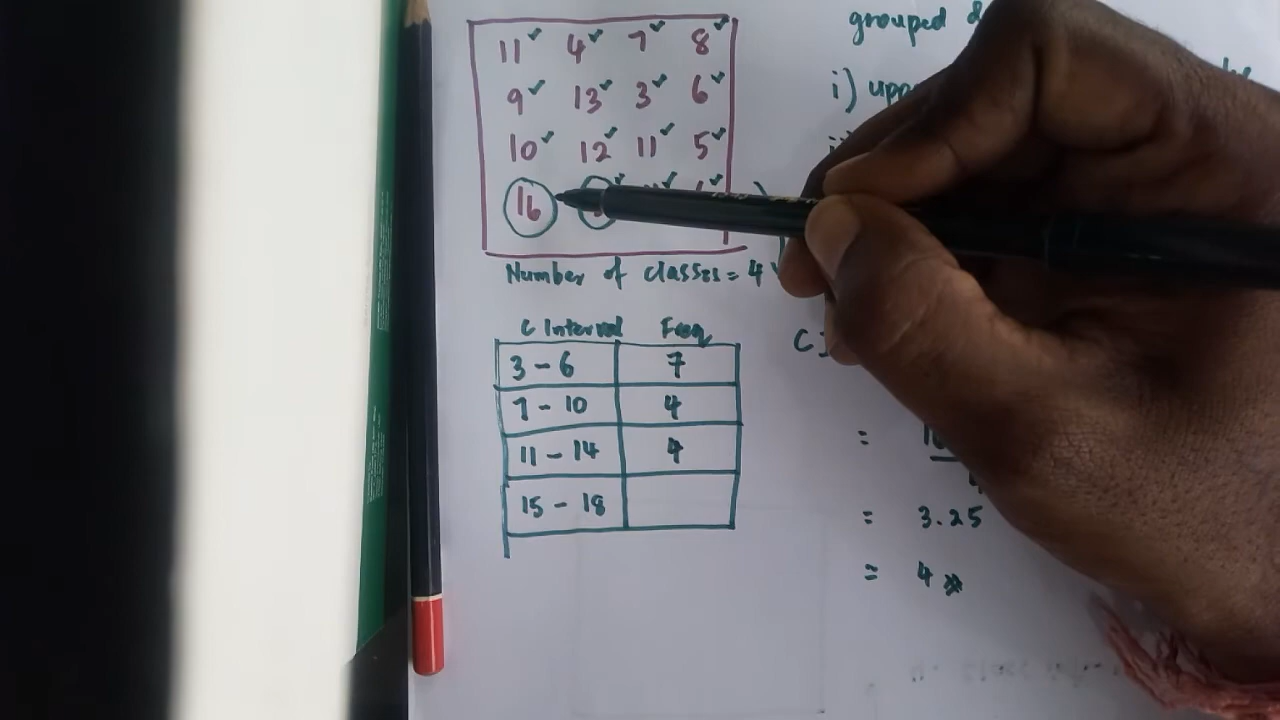 11 4 7 8
9 13 3 6
10 12 11 5
16
Number of classes = 4
C Interval Freq
3 - 6 7
7 - 10 4
11 - 14 4
15 - 18
grouped
i)
=
= 3.25
= 4